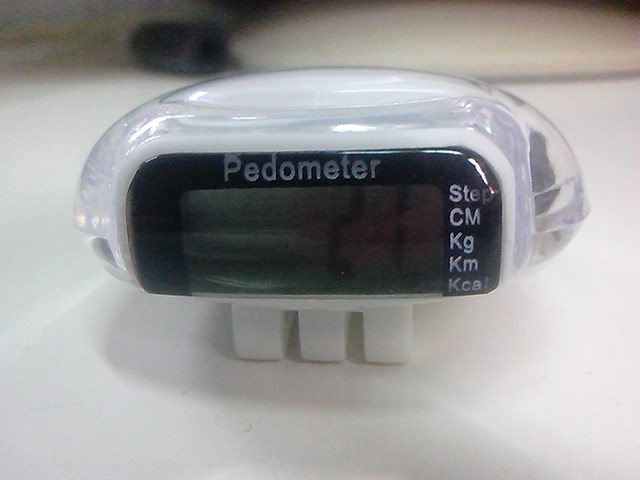 Pedometer
Step
CM
Kg
Km
Kcal